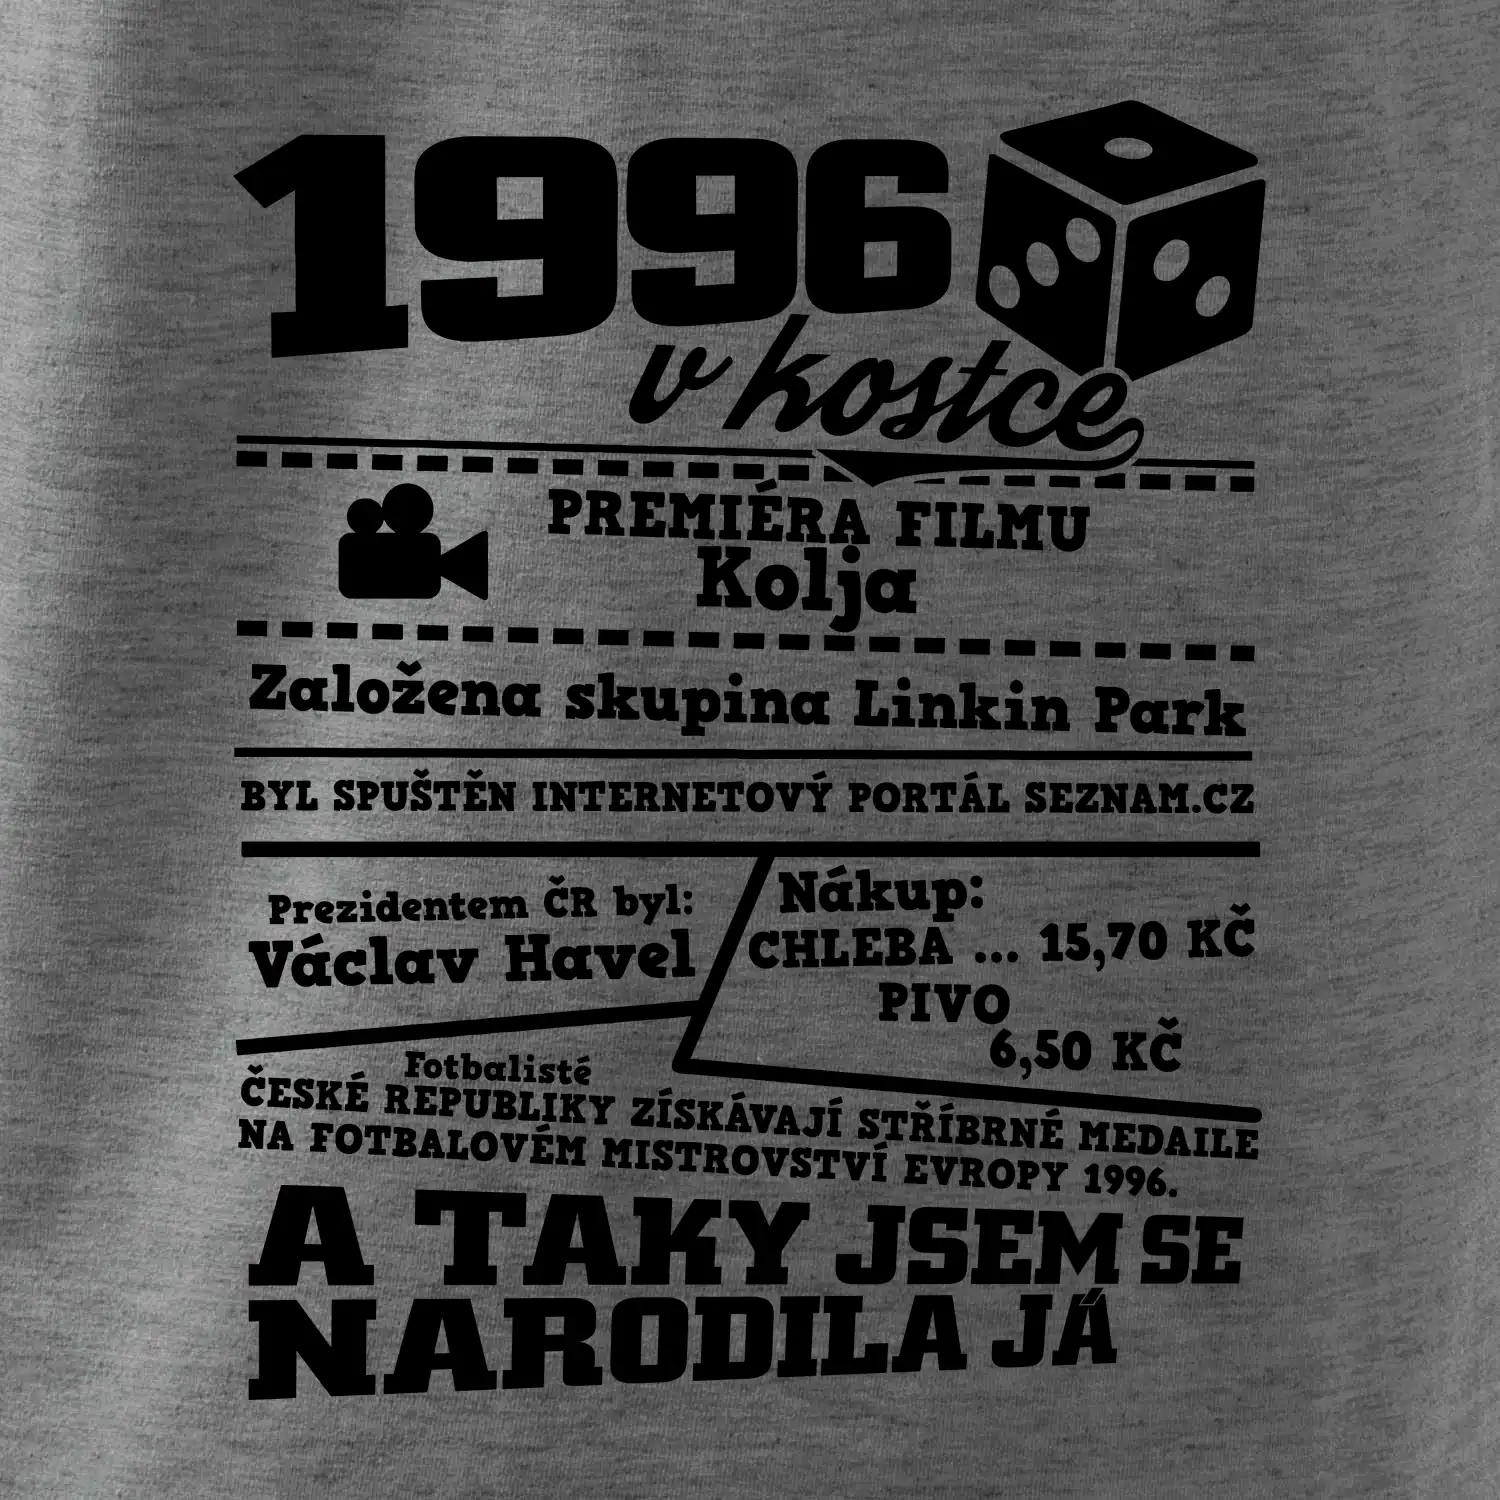 1996
v kostce
PREMIÉRA FILMU
Kolja
Založena skupina Linkin Park
BYL SPUŠTĚN INTERNETOVÝ PORTÁL SEZNAM.CZ
Prezidentem ČR byl:
Václav Havel
Nákup:
CHLEBA ... 15,70 KČ
PIVO
6,50 KČ
Fotbalisté
ČESKÉ REPUBLIKY ZÍSKÁVAJÍ STŘÍBRNÉ MEDAILE
NA FOTBALOVÉM MISTROVSTVÍ EVROPY 1996.
A TAKY JSEM SE
NARODILA JÁ